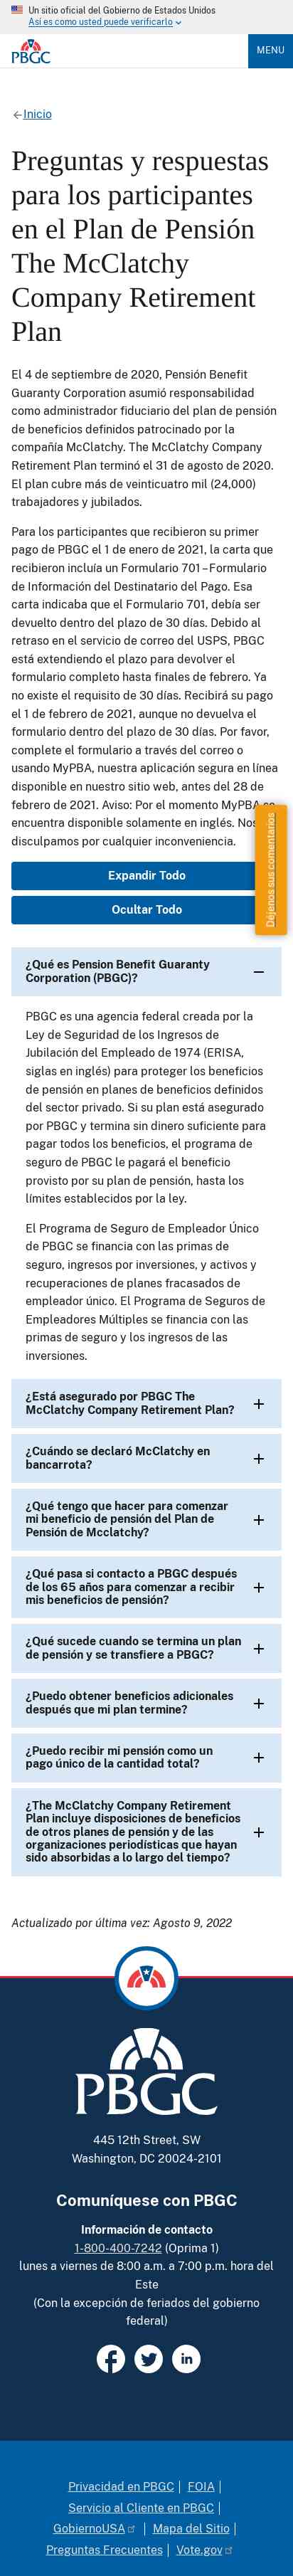 Un sitio oficial del Gobierno de Estados Unidos
Así es como usted puede verificarlo
PBGC
MENU
Inicio
Preguntas y respuestas
para los participantes
en el Plan de Pensión
The McClatchy
Company Retirement
Plan
El 4 de septiembre de 2020, Pensión Benefit
Guaranty Corporation asumió responsabilidad
como administrador fiduciario del plan de pensión
de beneficios definidos patrocinado por la
compañía McClatchy. The McClatchy Company
Retirement Plan terminó el 31 de agosto de 2020.
El plan cubre más de veinticuatro mil (24,000)
trabajadores y jubilados.
Para los participantes que recibieron su primer
pago de PBGC el 1 de enero de 2021, la carta que
recibieron incluía un Formulario 701 – Formulario
de Información del Destinatario del Pago. Esa
carta indicaba que el Formulario 701, debía ser
devuelto dentro del plazo de 30 días. Debido al
retraso en el servicio de correo del USPS, PBGC
está extendiendo el plazo para devolver el
formulario completo hasta finales de febrero. Ya
no existe el requisito de 30 días. Recibirá su pago
el 1 de febrero de 2021, aunque no devuelva el
formulario dentro del plazo de 30 días. Por favor,
complete el formulario a través del correo o
usando MyPBA, nuestra aplicación segura en línea
disponible en nuestro sitio web, antes del 28 de
febrero de 2021. Aviso: Por el momento MyPBA se
encuentra disponible solamente en inglés. Nos
disculpamos por cualquier inconveniencia.
Déjenos sus comentarios
Expandir Todo
Ocultar Todo
¿Qué es Pension Benefit Guaranty
Corporation (PBGC)?
PBGC es una agencia federal creada por la
Ley de Seguridad de los Ingresos de
Jubilación del Empleado de 1974 (ERISA,
siglas en inglés) para proteger los beneficios
de pensión en planes de beneficios definidos
del sector privado. Si su plan está asegurado
por PBGC y termina sin dinero suficiente para
pagar todos los beneficios, el programa de
seguro de PBGC le pagará el beneficio
provisto por su plan de pensión, hasta los
límites establecidos por la ley.
El Programa de Seguro de Empleador Único
de PBGC se financia con las primas de
seguro, ingresos por inversiones, y activos y
recuperaciones de planes fracasados de
empleador único. El Programa de Seguros de
Empleadores Múltiples se financia con las
primas de seguro y los ingresos de las
inversiones.
¿Está asegurado por PBGC The
McClatchy Company Retirement Plan?
¿Cuándo se declaró McClatchy en
bancarrota?
¿Qué tengo que hacer para comenzar
mi beneficio de pensión del Plan de
Pensión de Mcclatchy?
¿Qué pasa si contacto a PBGC después
de los 65 años para comenzar a recibir
mis beneficios de pensión?
¿Qué sucede cuando se termina un plan
de pensión y se transfiere a PBGC?
¿Puedo obtener beneficios adicionales
después que mi plan termine?
¿Puedo recibir mi pensión como un
pago único de la cantidad total?
¿The McClatchy Company Retirement
Plan incluye disposiciones de beneficios
de otros planes de pensión y de las
organizaciones periodísticas que hayan
sido absorbidas a lo largo del tiempo?
Actualizado por última vez: Agosto 9, 2022
PBGC
445 12th Street, SW
Washington, DC 20024-2101
Comuníquese con PBGC
Información de contacto
1-800-400-7242 (Oprima 1)
lunes a viernes de 8:00 a.m. a 7:00 p.m. hora del
Este
(Con la excepción de feriados del gobierno
federal)
Privacidad en PBGC | FOIA |
Servicio al Cliente en PBGC |
GobiernoUSA | Mapa del Sitio |
Preguntas Frecuentes | Vote.gov